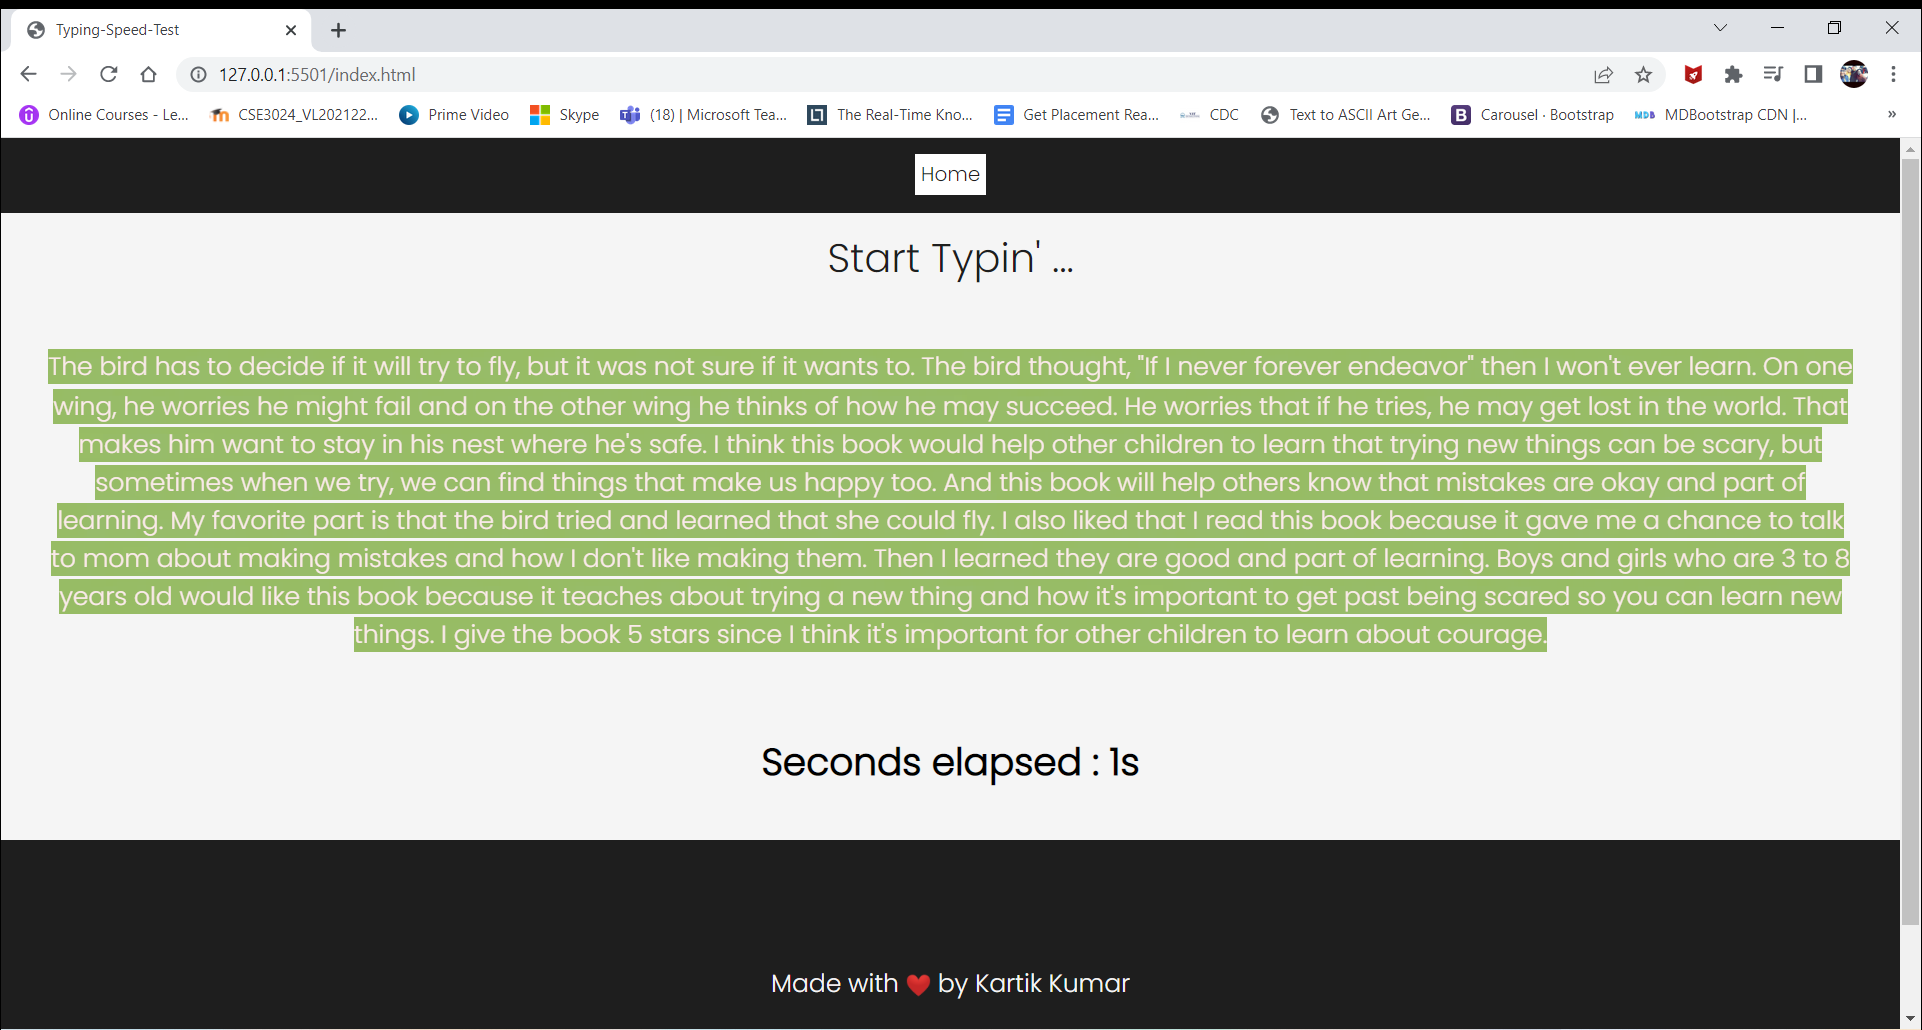 Typing-Speed-Test
127.0.0.1:5501/index.html
Online Courses - Le... CSE3024_VL202122... Prime Video Skype (18) | Microsoft Tea... The Real-Time Kno... Get Placement Rea... CDC Text to ASCII Art Ge... Carousel · Bootstrap MDBootstrap CDN |... »
Home
Start Typin' ...
The bird has to decide if it will try to fly, but it was not sure if it wants to. The bird thought, "If I never forever endeavor" then I won't ever learn. On one
wing, he worries he might fail and on the other wing he thinks of how he may succeed. He worries that if he tries, he may get lost in the world. That
makes him want to stay in his nest where he's safe. I think this book would help other children to learn that trying new things can be scary, but
sometimes when we try, we can find things that make us happy too. And this book will help others know that mistakes are okay and part of
learning. My favorite part is that the bird tried and learned that she could fly. I also liked that I read this book because it gave me a chance to talk
to mom about making mistakes and how I don't like making them. Then I learned they are good and part of learning. Boys and girls who are 3 to 8
years old would like this book because it teaches about trying a new thing and how it's important to get past being scared so you can learn new
things. I give the book 5 stars since I think it's important for other children to learn about courage.
Seconds elapsed : 1s
Made with ❤️ by Kartik Kumar